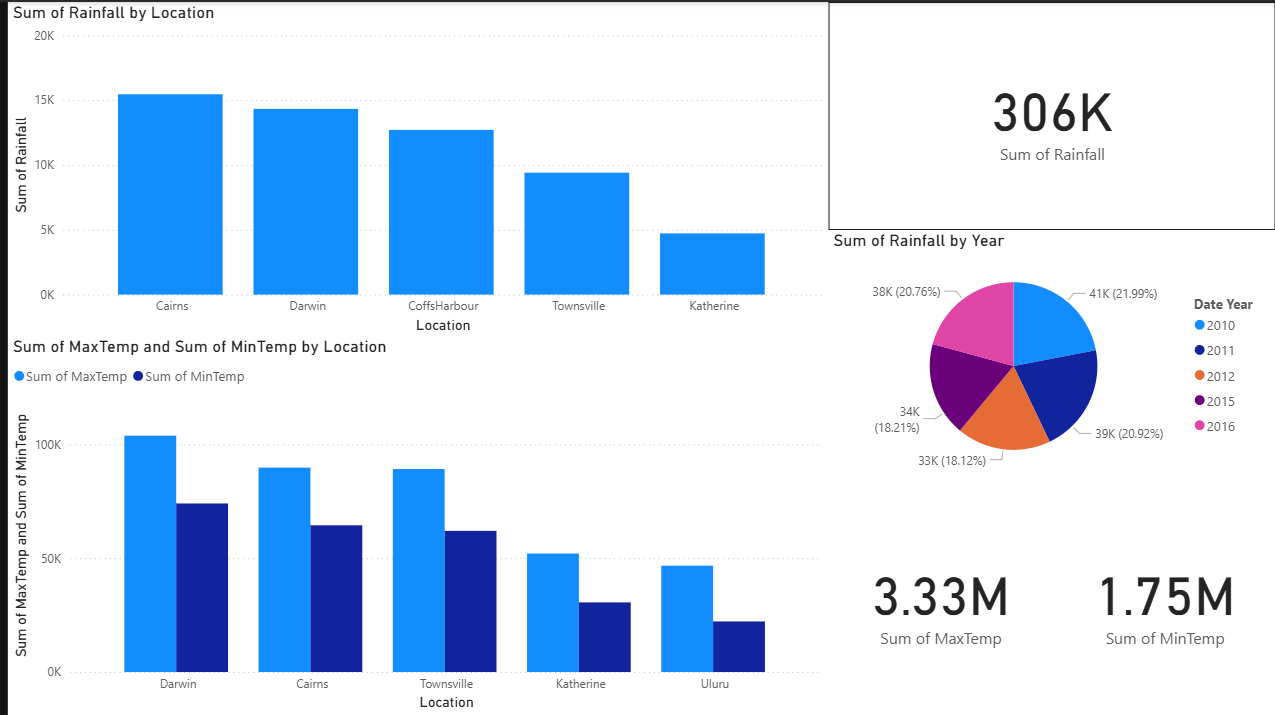 Sum of Rainfall by Location
20K
15K
10K
5K
0K
Sum of Rainfall
Cairns
Darwin
CoffsHarbour
Townsville
Katherine
Location
306K
Sum of Rainfall
Sum of Rainfall by Year
38K (20.76%)
41K (21.99%)
34K
(18.21%)
33K (18.12%)
39K (20.92%)
Date Year
2010
2011
2012
2015
2016
Sum of MaxTemp and Sum of MinTemp by Location
Sum of MaxTemp
Sum of MinTemp
100K
50K
0K
Sum of MaxTemp and Sum of MinTemp
Darwin
Cairns
Townsville
Katherine
Uluru
Location
3.33M
Sum of MaxTemp
1.75M
Sum of MinTemp